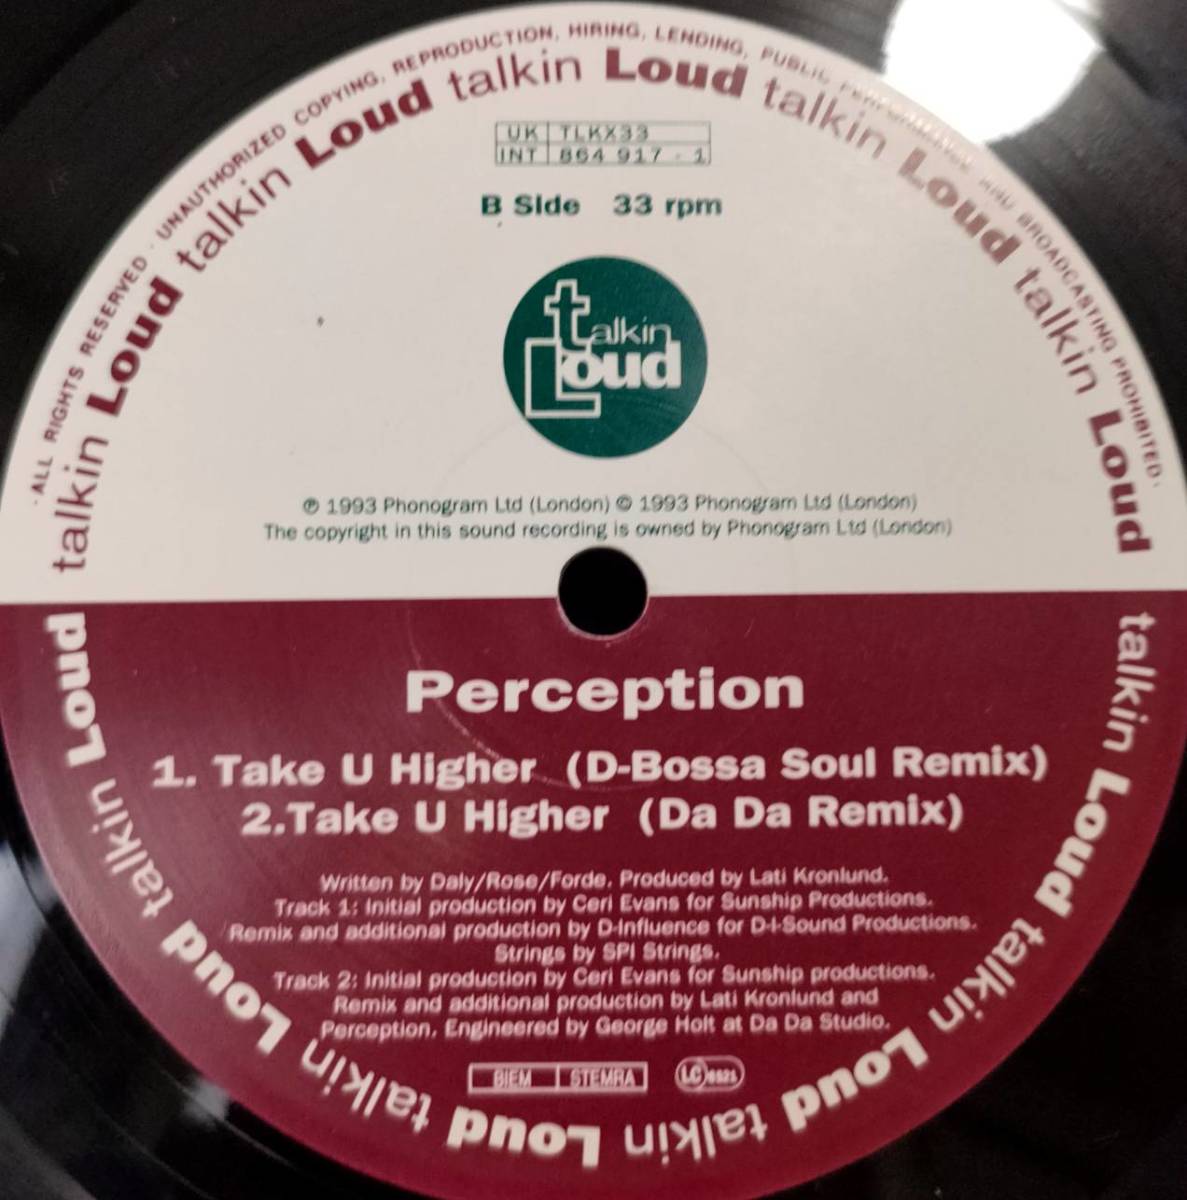 · ALL RIGHTS RESERVED · UNAUTHORIZED COPYING, REPRODUCTION, HIRING, LENDING, PUBLIC PERFORMANCE AND BROADCASTING PROHIBITED ·
talkin Loud talkin Loud talkin Loud talkin Loud talkin Loud
UK TLKX33
INT 864 917 - 1
B Side 33 rpm
talkin
Loud
℗ 1993 Phonogram Ltd (London) © 1993 Phonogram Ltd (London)
The copyright in this sound recording is owned by Phonogram Ltd (London)
Perception
1. Take U Higher (D-Bossa Soul Remix)
2.Take U Higher (Da Da Remix)
Written by Daly/Rose/Forde. Produced by Lati Kronlund.
Track 1: Initial production by Ceri Evans for Sunship Productions.
Remix and additional production by D-Influence for D-I-Sound Productions.
Strings by SPI Strings.
Track 2: Initial production by Ceri Evans for Sunship productions.
Remix and additional production by Lati Kronlund and
Perception. Engineered by George Holt at Da Da Studio.
BIEM STEMRA LC
talkin Loud talkin Loud talkin Loud talkin Loud talkin Loud